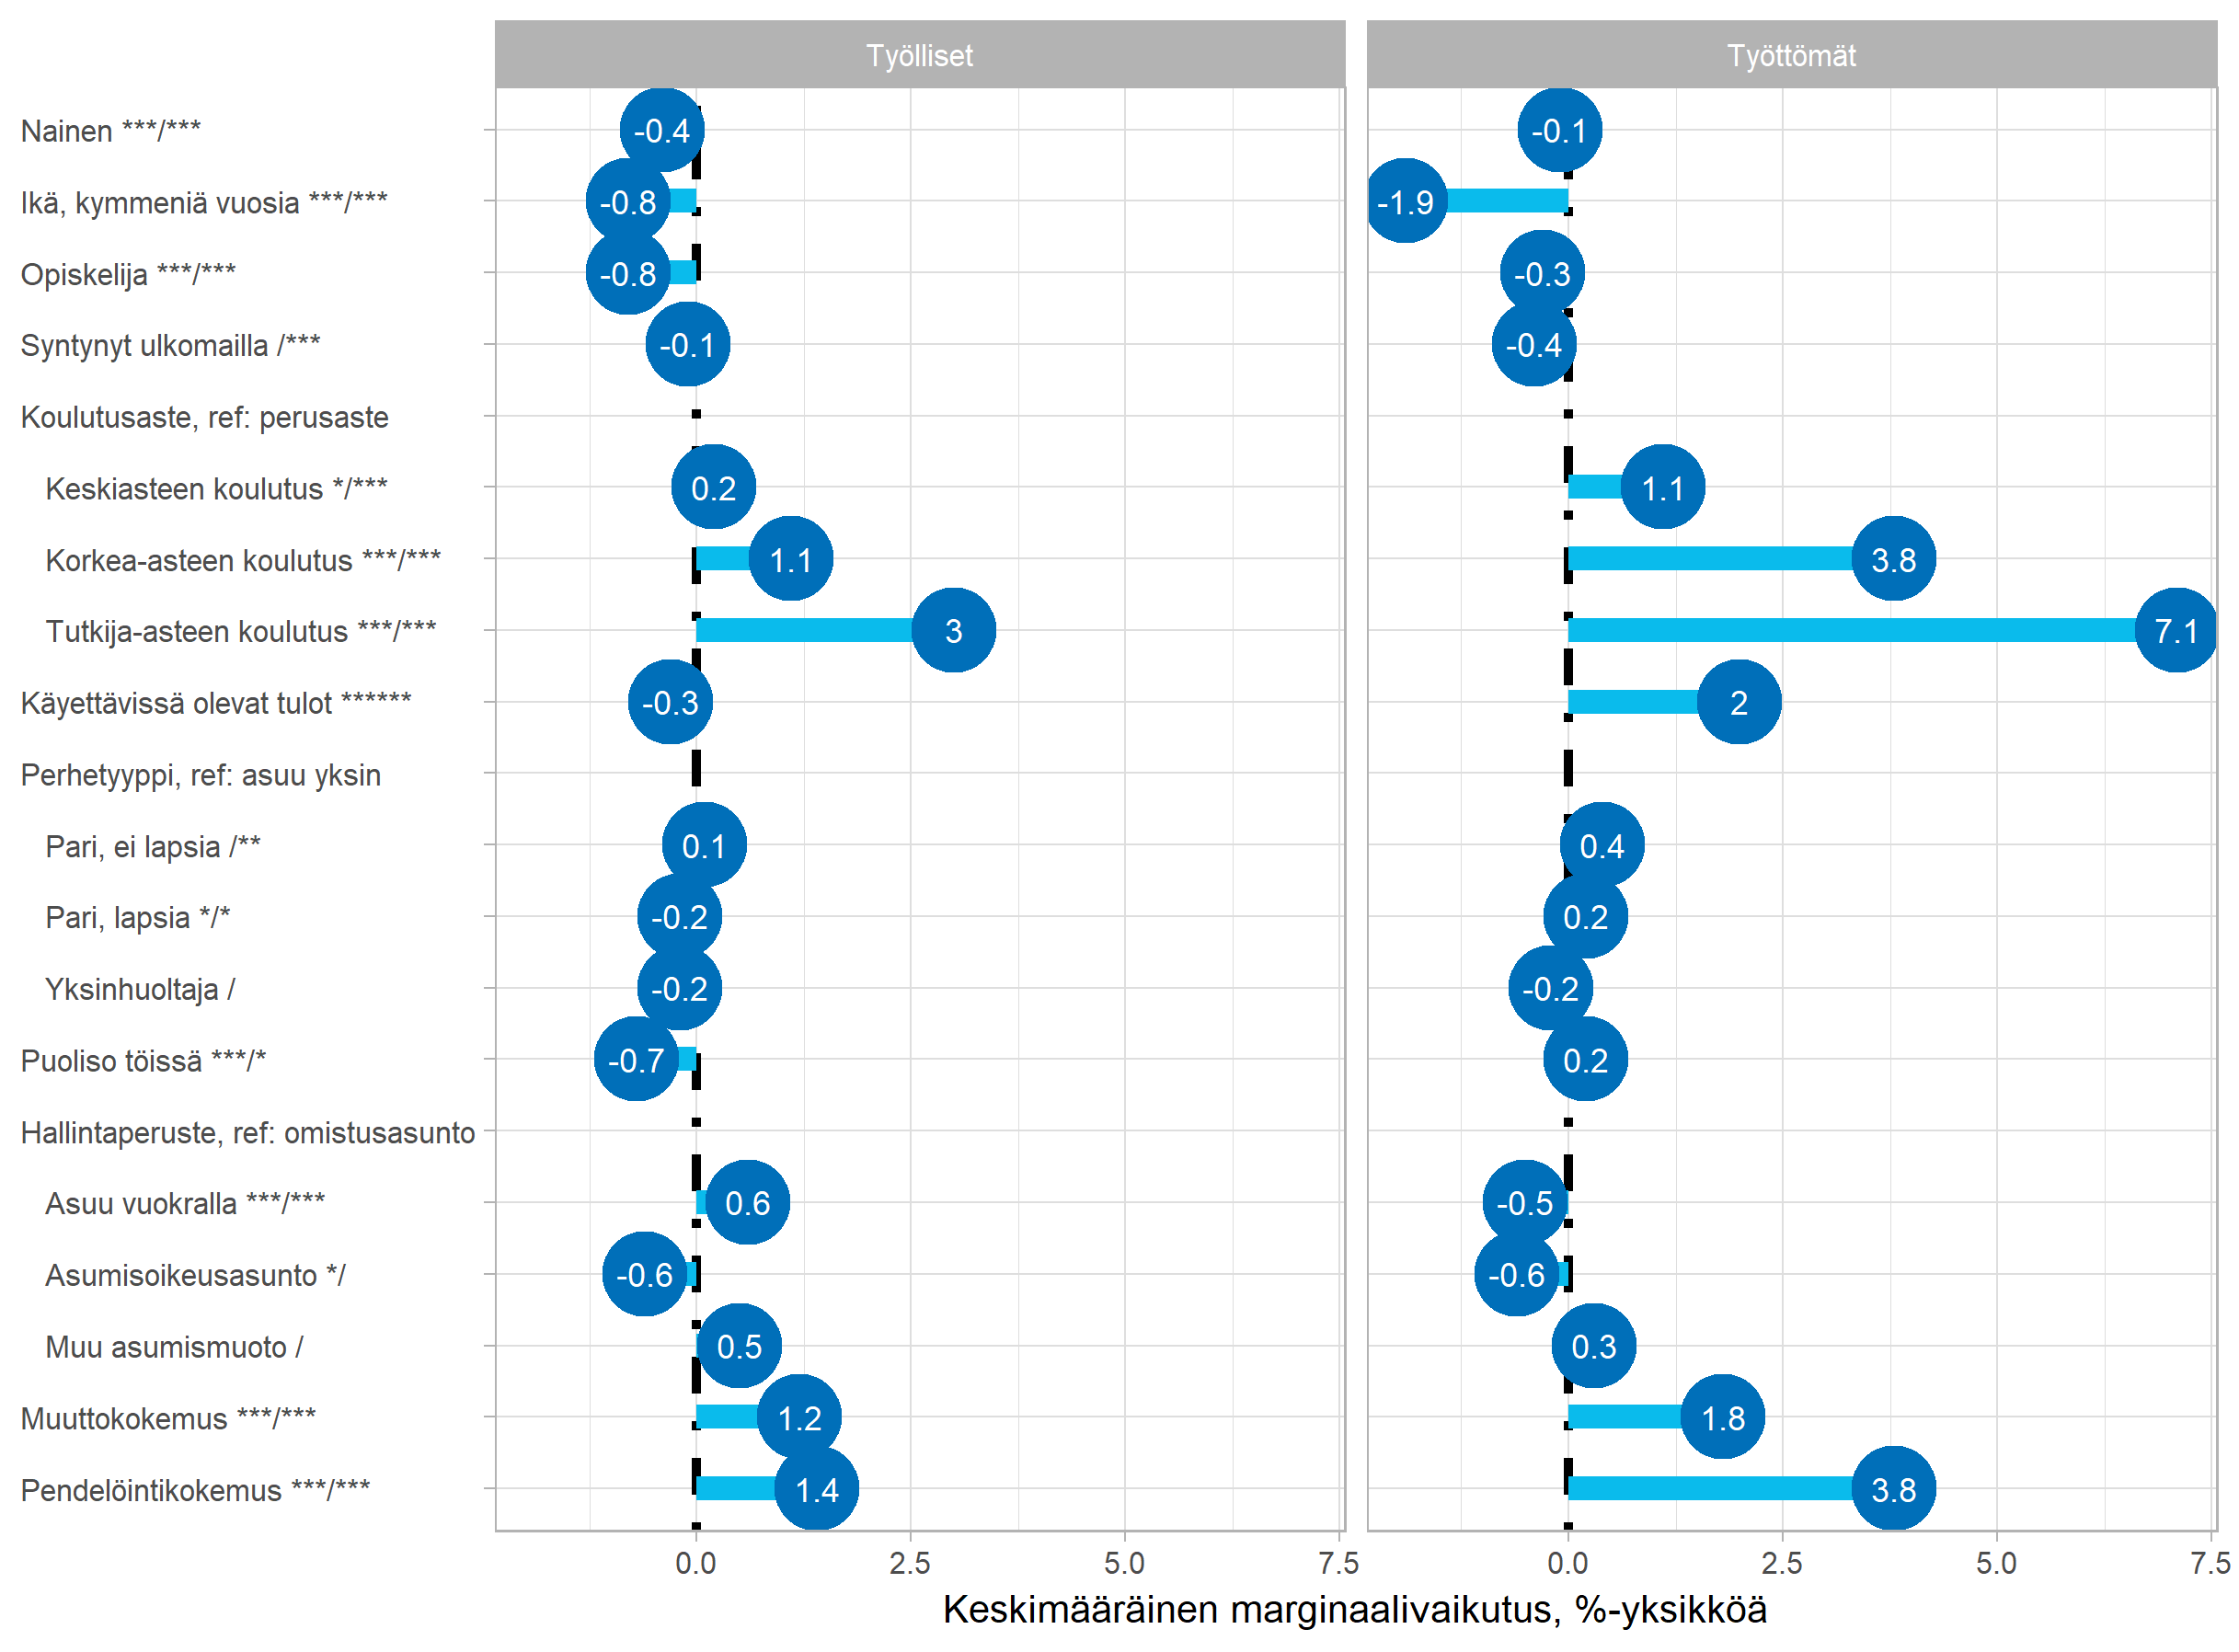 Työlliset Työttömät
Nainen ***/*** -0.4 -0.1
Ikä, kymmeniä vuosia ***/*** -0.8 -1.9
Opiskelija ***/*** -0.8 -0.3
Syntynyt ulkomailla /*** -0.1 -0.4
Koulutusaste, ref: perusaste
Keskiasteen koulutus */*** 0.2 1.1
Korkea-asteen koulutus ***/*** 1.1 3.8
Tutkija-asteen koulutus ***/*** 3 7.1
Käyettävissä olevat tulot ****** -0.3 2
Perhetyyppi, ref: asuu yksin
Pari, ei lapsia /** 0.1 0.4
Pari, lapsia */* -0.2 0.2
Yksinhuoltaja / -0.2 -0.2
Puoliso töissä ***/* -0.7 0.2
Hallintaperuste, ref: omistusasunto
Asuu vuokralla ***/*** 0.6 -0.5
Asumisoikeusasunto */ -0.6 -0.6
Muu asumismuoto / 0.5 0.3
Muuttokokemus ***/*** 1.2 1.8
Pendelöintikokemus ***/*** 1.4 3.8
0.0 2.5 5.0 7.5 0.0 2.5 5.0 7.5
Keskimääräinen marginaalivaikutus, %-yksikköä